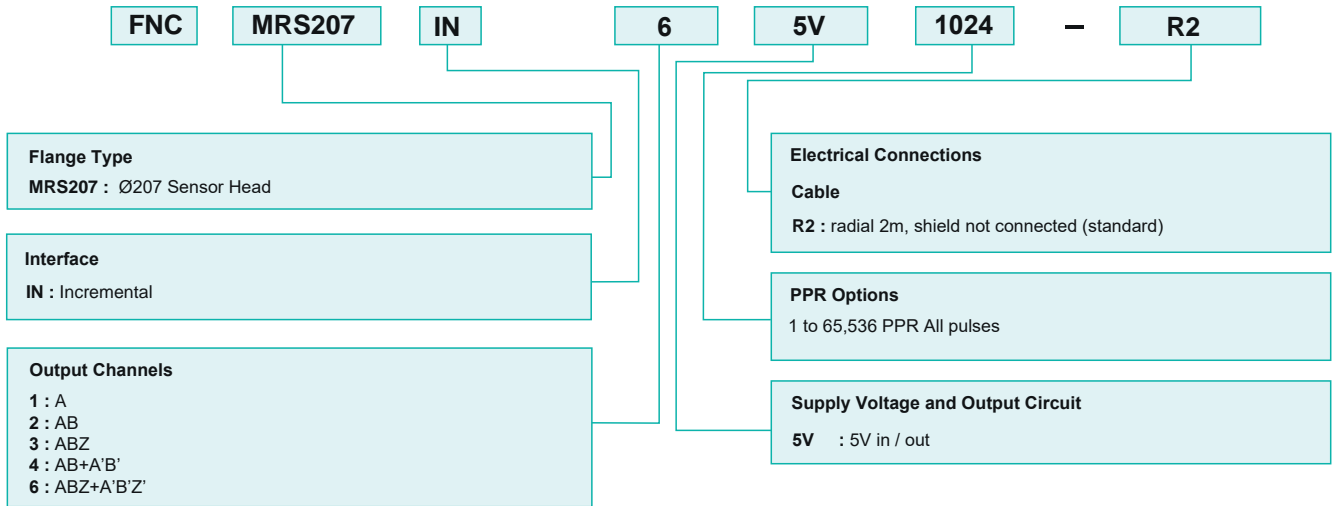 FNC MRS207 IN 6 5V 1024 – R2
Flange Type
MRS207 : Ø207 Sensor Head
Interface
IN : Incremental
Output Channels
1 : A
2 : AB
3 : ABZ
4 : AB+A’B’
6 : ABZ+A’B’Z’
Electrical Connections
Cable
R2 : radial 2m, shield not connected (standard)
PPR Options
1 to 65,536 PPR All pulses
Supply Voltage and Output Circuit
5V : 5V in / out